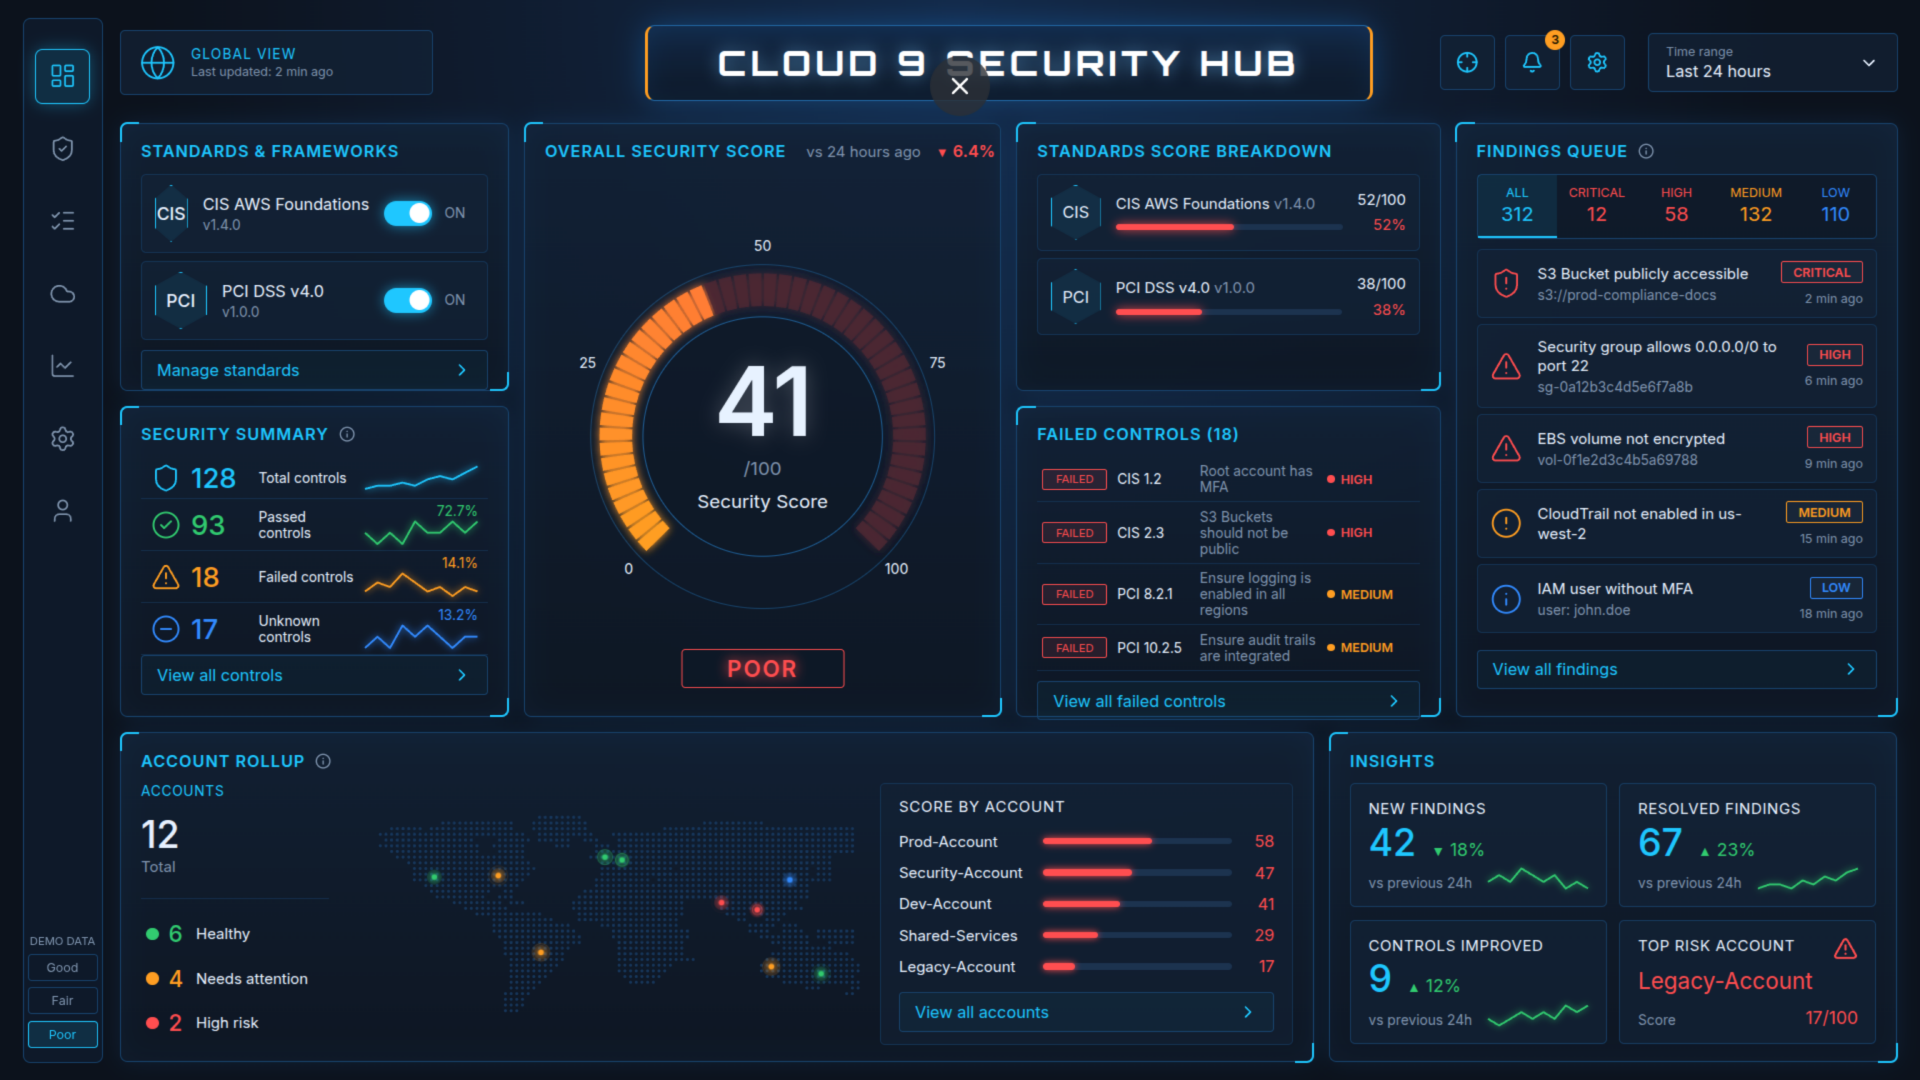 GLOBAL VIEW
Last updated: 2 min ago
CLOUD 9 SECURITY HUB
3
Time range
Last 24 hours
STANDARDS & FRAMEWORKS
CIS
CIS AWS Foundations
v1.4.0
ON
PCI
PCI DSS v4.0
v1.0.0
ON
Manage standards
OVERALL SECURITY SCORE
vs 24 hours ago
▼ 6.4%
0
25
50
75
100
41
/100
Security Score
POOR
STANDARDS SCORE BREAKDOWN
CIS
CIS AWS Foundations v1.4.0
52/100
52%
PCI
PCI DSS v4.0 v1.0.0
38/100
38%
FINDINGS QUEUE
ALL
312
CRITICAL
12
HIGH
58
MEDIUM
132
LOW
110
S3 Bucket publicly accessible
s3://prod-compliance-docs
CRITICAL
2 min ago
Security group allows 0.0.0.0/0 to
port 22
sg-0a12b3c4d5e6f7a8b
HIGH
6 min ago
EBS volume not encrypted
vol-0f1e2d3c4b5a69788
HIGH
9 min ago
CloudTrail not enabled in us-
west-2
MEDIUM
15 min ago
IAM user without MFA
user: john.doe
LOW
18 min ago
View all findings
SECURITY SUMMARY
128
Total controls
93
Passed
controls
72.7%
18
Failed controls
14.1%
17
Unknown
controls
13.2%
View all controls
FAILED CONTROLS (18)
FAILED
CIS 1.2
Root account has
MFA
HIGH
FAILED
CIS 2.3
S3 Buckets
should not be
public
HIGH
FAILED
PCI 8.2.1
Ensure logging is
enabled in all
regions
MEDIUM
FAILED
PCI 10.2.5
Ensure audit trails
are integrated
MEDIUM
View all failed controls
ACCOUNT ROLLUP
ACCOUNTS
12
Total
6 Healthy
4 Needs attention
2 High risk
SCORE BY ACCOUNT
Prod-Account
58
Security-Account
47
Dev-Account
41
Shared-Services
29
Legacy-Account
17
View all accounts
INSIGHTS
NEW FINDINGS
42 ▼ 18%
vs previous 24h
RESOLVED FINDINGS
67 ▲ 23%
vs previous 24h
CONTROLS IMPROVED
9 ▲ 12%
vs previous 24h
TOP RISK ACCOUNT
Legacy-Account
Score
17/100
DEMO DATA
Good
Fair
Poor